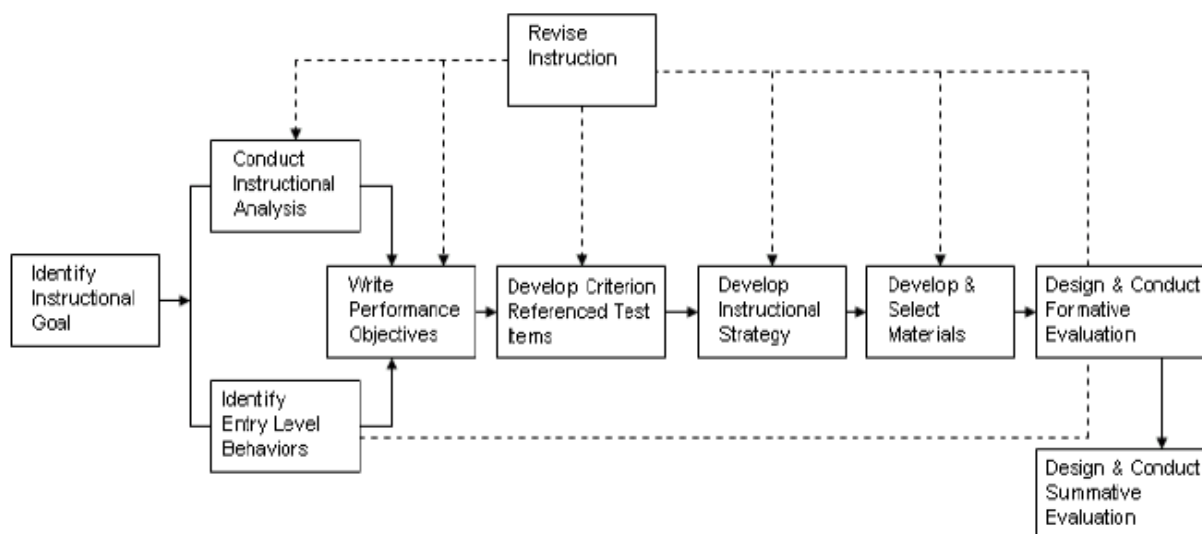 Revise
Instruction
Conduct
Instructional
Analysis
Identify
Instructional
Goal
Write
Performance
Objectives
Develop Criterion
Referenced Test
Items
Develop
Instructional
Strategy
Develop &
Select
Materials
Design & Conduct
Formative
Evaluation
Identify
Entry Level
Behaviors
Design & Conduct
Summative
Evaluation